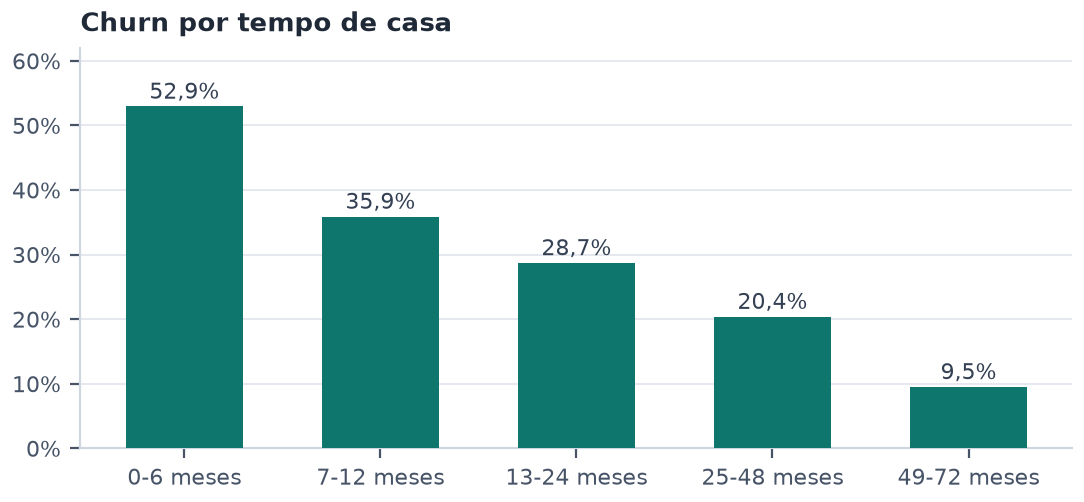 Churn por tempo de casa
60%
50%
40%
30%
20%
10%
0%
52,9%
35,9%
28,7%
20,4%
9,5%
0-6 meses
7-12 meses
13-24 meses
25-48 meses
49-72 meses